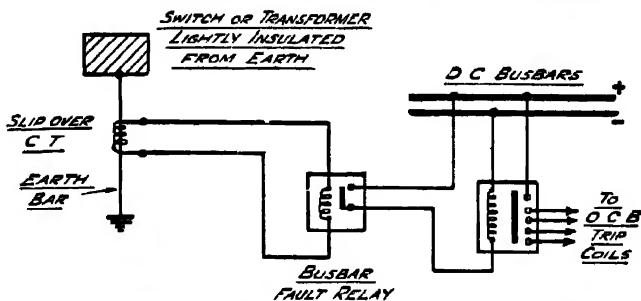 SWITCH OR TRANSFORMER
LIGHTLY INSULATED
FROM EARTH
D C BUSBARS
+
-
SLIP OVER
C T
EARTH
BAR
TO
O C B
TRIP
COILS
BUSBAR
FAULT RELAY